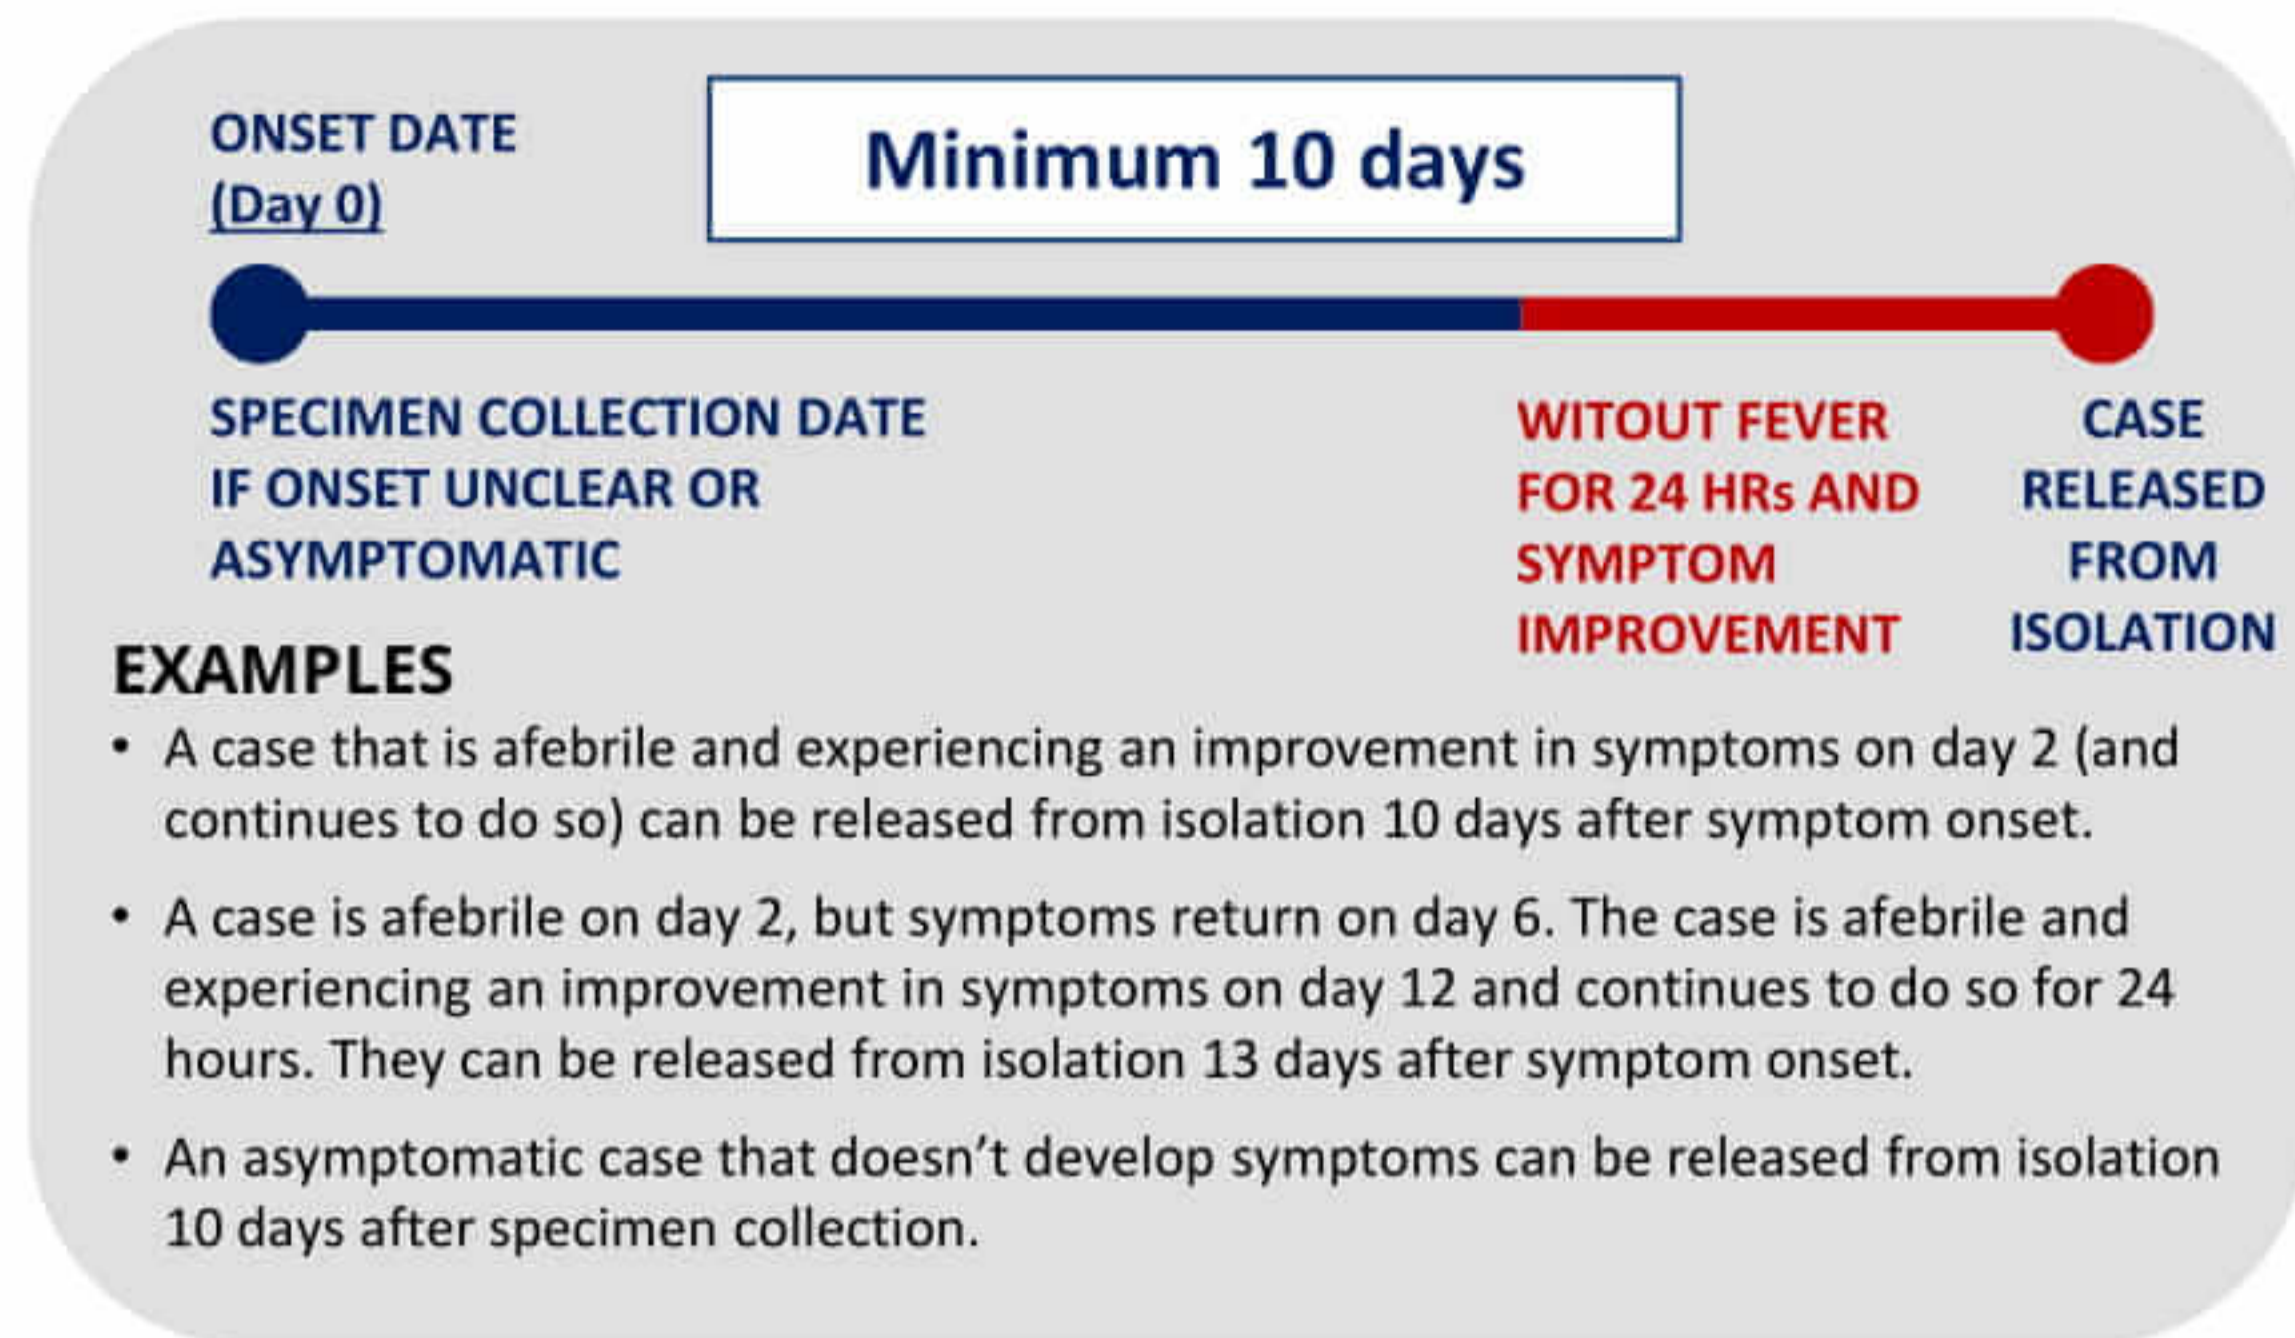 ONSET DATE
(Day 0)
Minimum 10 days
SPECIMEN COLLECTION DATE
IF ONSET UNCLEAR OR
ASYMPTOMATIC
WITOUT FEVER
FOR 24 HRs AND
SYMPTOM
IMPROVEMENT
CASE
RELEASED
FROM
ISOLATION
EXAMPLES
• A case that is afebrile and experiencing an improvement in symptoms on day 2 (and
continues to do so) can be released from isolation 10 days after symptom onset.
• A case is afebrile on day 2, but symptoms return on day 6. The case is afebrile and
experiencing an improvement in symptoms on day 12 and continues to do so for 24
hours. They can be released from isolation 13 days after symptom onset.
• An asymptomatic case that doesn’t develop symptoms can be released from isolation
10 days after specimen collection.